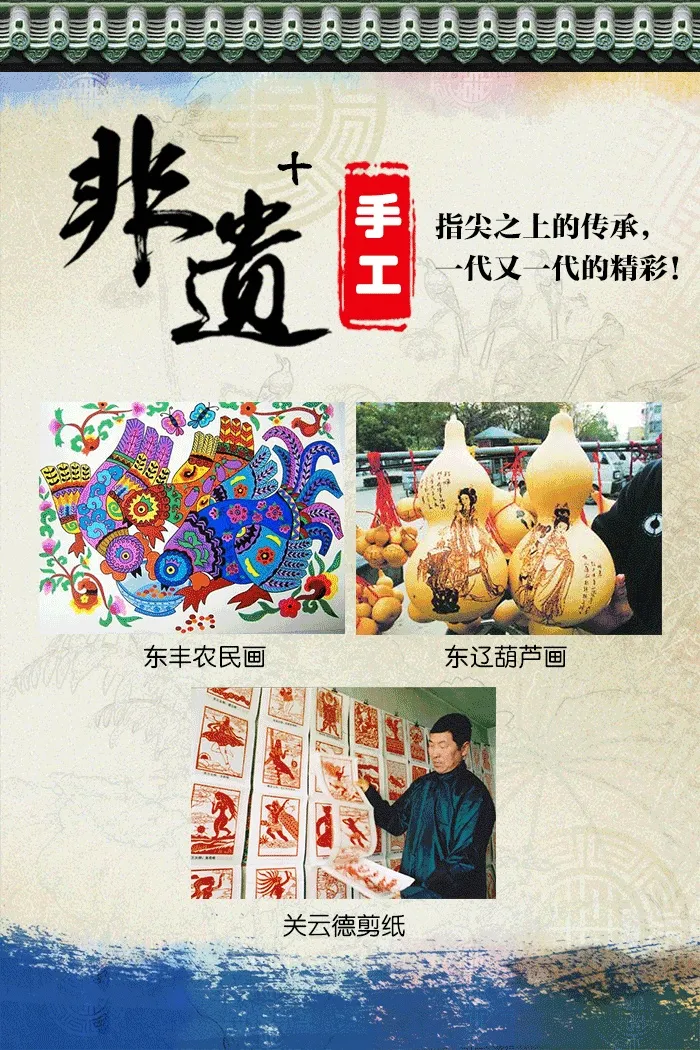 非遗
+
手工
指尖之上的传承，
一代又一代的精彩！
东丰农民画
东辽葫芦画
关云德剪纸